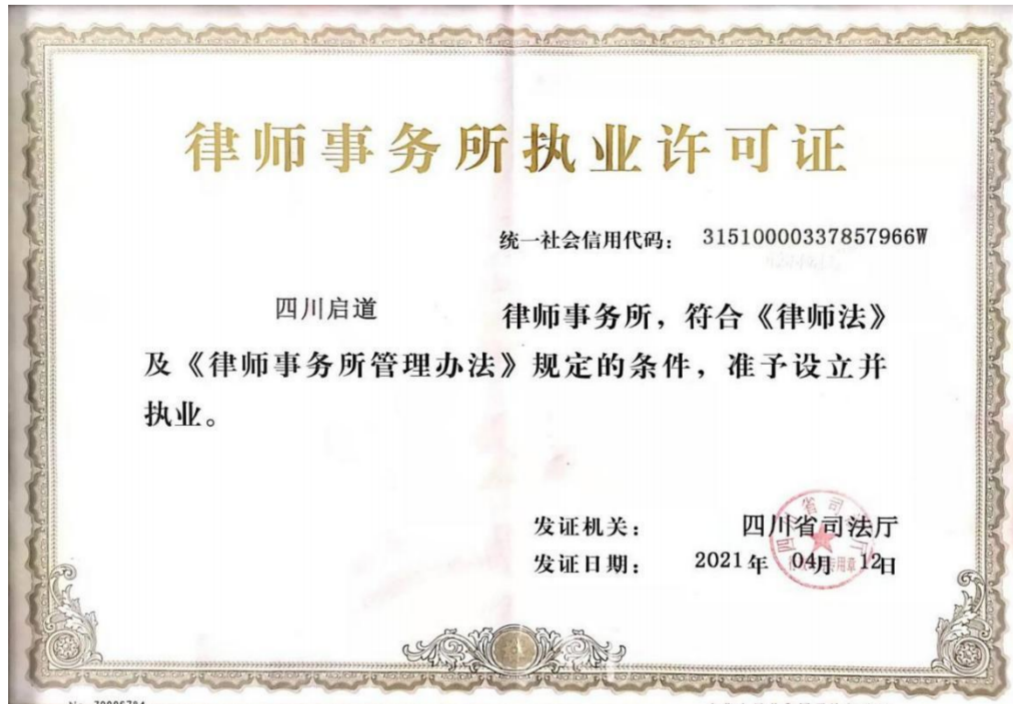 律师事务所执业许可证
统一社会信用代码： 31510000337857966W
四川启道 律师事务所，符合《律师法》
及《律师事务所管理办法》规定的条件，准予设立并
执业。
发证机关： 四川省司法厅
发证日期： 2021年 04月 12日